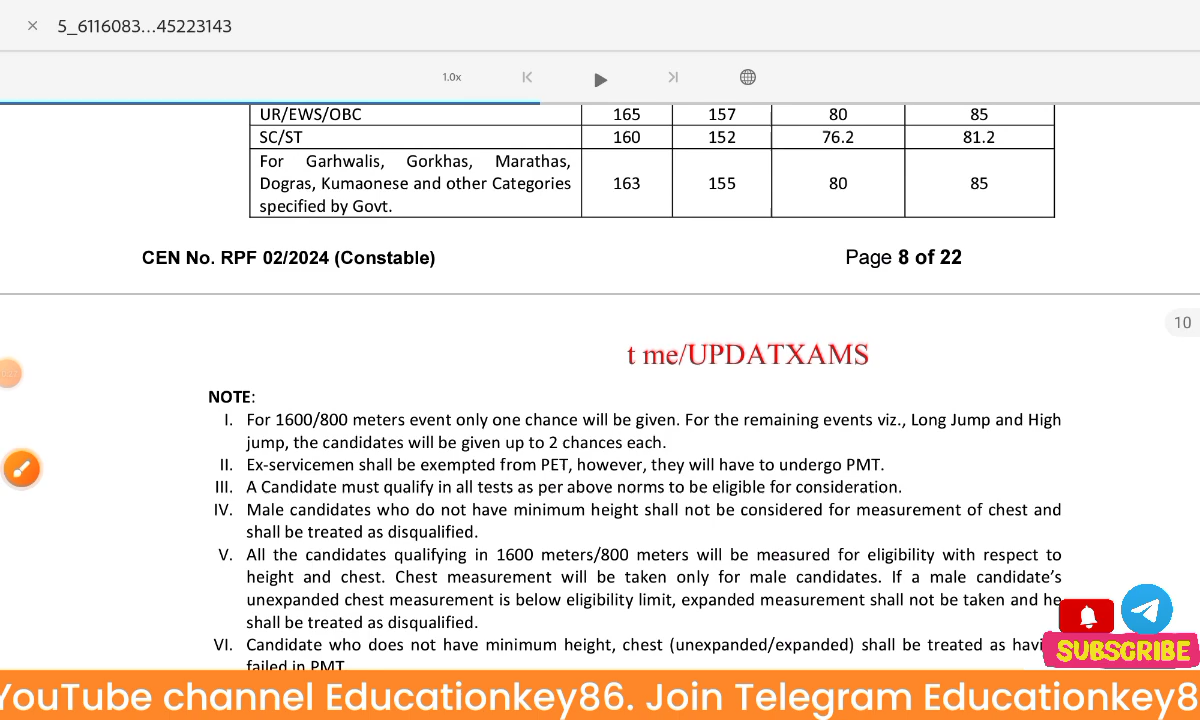 5_6116083...45223143
1.0x
UR/EWS/OBC 165 157 80 85
SC/ST 160 152 76.2 81.2
For Garhwalis, Gorkhas, Marathas,
Dogras, Kumaonese and other Categories 163 155 80 85
specified by Govt.
CEN No. RPF 02/2024 (Constable) Page 8 of 22
10
t me/UPDATXAMS
NOTE:
I. For 1600/800 meters event only one chance will be given. For the remaining events viz., Long Jump and High
jump, the candidates will be given up to 2 chances each.
II. Ex-servicemen shall be exempted from PET, however, they will have to undergo PMT.
III. A Candidate must qualify in all tests as per above norms to be eligible for consideration.
IV. Male candidates who do not have minimum height shall not be considered for measurement of chest and
shall be treated as disqualified.
V. All the candidates qualifying in 1600 meters/800 meters will be measured for eligibility with respect to
height and chest. Chest measurement will be taken only for male candidates. If a male candidate's
unexpanded chest measurement is below eligibility limit, expanded measurement shall not be taken and he
shall be treated as disqualified.
VI. Candidate who does not have minimum height, chest (unexpanded/expanded) shall be treated as havi
failed in PMT
SUBSCRIBE
YouTube channel Educationkey86. Join Telegram Educationkey8